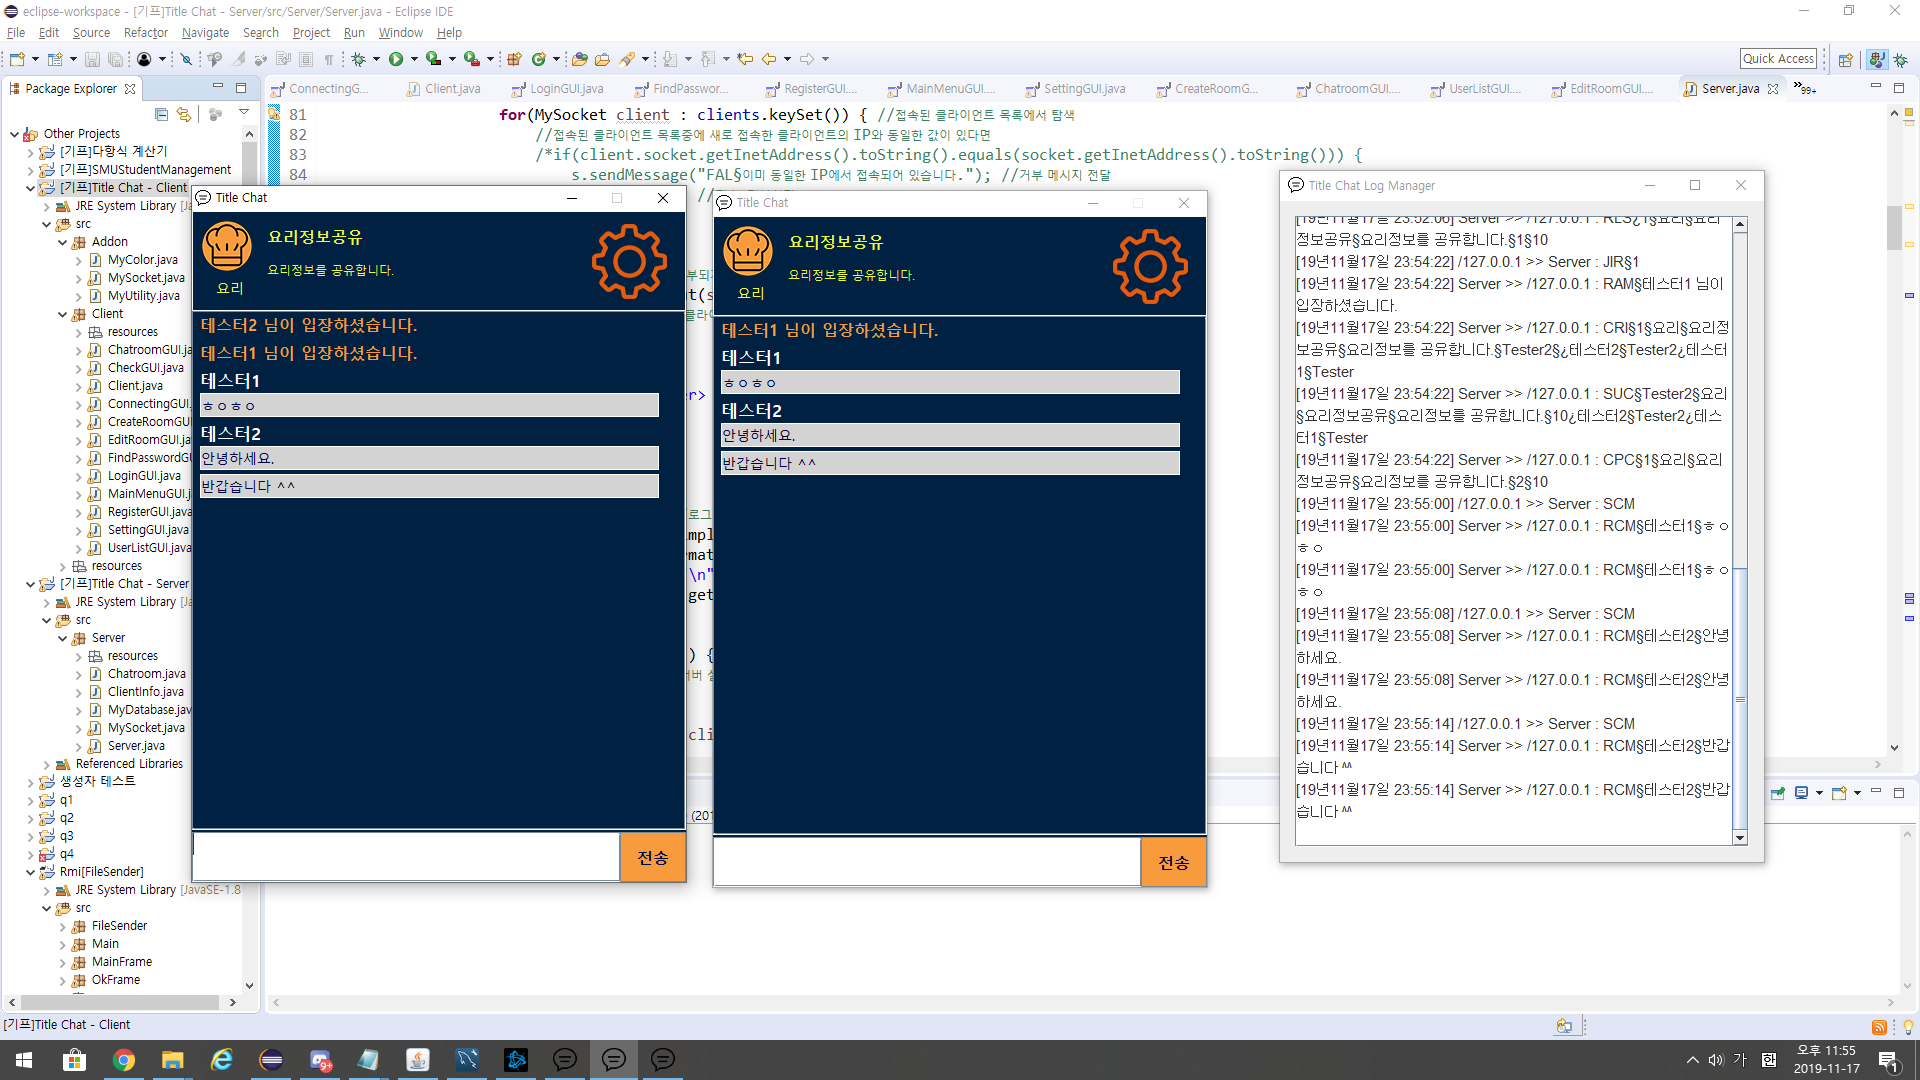 eclipse-workspace - [기프]Title Chat - Server/src/Server/Server.java - Eclipse IDE
File Edit Source Refactor Navigate Search Project Run Window Help
Quick Access
Package Explorer
ConnectingG... Client.java LoginGUI.java FindPasswor... RegisterGUI.... MainMenuGUI.... SettingGUI.java CreateRoomG... ChatroomGUI.... UserListGUI.... EditRoomGUI.... Server.java »99+
Other Projects
[기프]다항식 계산기
[기프]SMUStudentManagement
[기프]Title Chat - Client
JRE System Library [Ja
src
Addon
MyColor.java
MySocket.java
MyUtility.java
Client
resources
ChatroomGUI.ja
CheckGUI.java
Client.java
ConnectingGUI.
CreateRoomGUI
EditRoomGUI.ja
FindPasswordGU
LoginGUI.java
MainMenuGUI.j
RegisterGUI.java
SettingGUI.java
UserListGUI.java
resources
[기프]Title Chat - Server
JRE System Library [Ja
src
Server
resources
Chatroom.java
ClientInfo.java
MyDatabase.jav
MySocket.java
Server.java
Referenced Libraries
생성자 테스트
q1
q2
q3
q4
Rmi[FileSender]
JRE System Library [JavaSE-1.8
src
FileSender
Main
MainFrame
OkFrame
81 for(MySocket client : clients.keySet()) { //접속된 클라이언트 목록에서 탐색
82 //접속된 클라이언트 목록중에 새로 접속한 클라이언트의 IP와 동일한 값이 있다면
83 /*if(client.socket.getInetAddress().toString().equals(socket.getInetAddress().toString())) {
84 s.sendMessage("FAL§이미 동일한 IP에서 접속되어 있습니다."); //거부 메시지 전달
Title Chat
요리정보공유
요리정보를 공유합니다.
요리
테스터2 님이 입장하셨습니다.
테스터1 님이 입장하셨습니다.
테스터1
ㅎㅇㅎㅇ
테스터2
안녕하세요.
반갑습니다 ^^
전송
Title Chat
요리정보공유
요리정보를 공유합니다.
요리
테스터1 님이 입장하셨습니다.
테스터1
ㅎㅇㅎㅇ
테스터2
안녕하세요.
반갑습니다 ^^
전송
Title Chat Log Manager
[19년11월17일 23:52:06] Server >> /127.0.0.1 : RLS¿1§요리§요리
정보공유§요리정보를 공유합니다.§1§10
[19년11월17일 23:54:22] /127.0.0.1 >> Server : JIR§1
[19년11월17일 23:54:22] Server >> /127.0.0.1 : RAM§테스터1 님이
입장하셨습니다.
[19년11월17일 23:54:22] Server >> /127.0.0.1 : CRI§1§요리§요리정
보공유§요리정보를 공유합니다.§Tester2§¿테스터2§Tester2¿테스터
1§Tester
[19년11월17일 23:54:22] Server >> /127.0.0.1 : SUC§Tester2§요리
§요리정보공유§요리정보를 공유합니다.§10¿테스터2§Tester2¿테스
터1§Tester
[19년11월17일 23:54:22] Server >> /127.0.0.1 : CPC§1§요리§요리
정보공유§요리정보를 공유합니다.§2§10
[19년11월17일 23:55:00] /127.0.0.1 >> Server : SCM
[19년11월17일 23:55:00] Server >> /127.0.0.1 : RCM§테스터1§ㅎㅇ
ㅎㅇ
[19년11월17일 23:55:00] Server >> /127.0.0.1 : RCM§테스터1§ㅎㅇ
ㅎㅇ
[19년11월17일 23:55:08] /127.0.0.1 >> Server : SCM
[19년11월17일 23:55:08] Server >> /127.0.0.1 : RCM§테스터2§안녕
하세요.
[19년11월17일 23:55:08] Server >> /127.0.0.1 : RCM§테스터2§안녕
하세요.
[19년11월17일 23:55:14] /127.0.0.1 >> Server : SCM
[19년11월17일 23:55:14] Server >> /127.0.0.1 : RCM§테스터2§반갑
습니다 ^^
[19년11월17일 23:55:14] Server >> /127.0.0.1 : RCM§테스터2§반갑
습니다 ^^
[기프]Title Chat - Client
9+
가
오후 11:55
2019-11-17
1